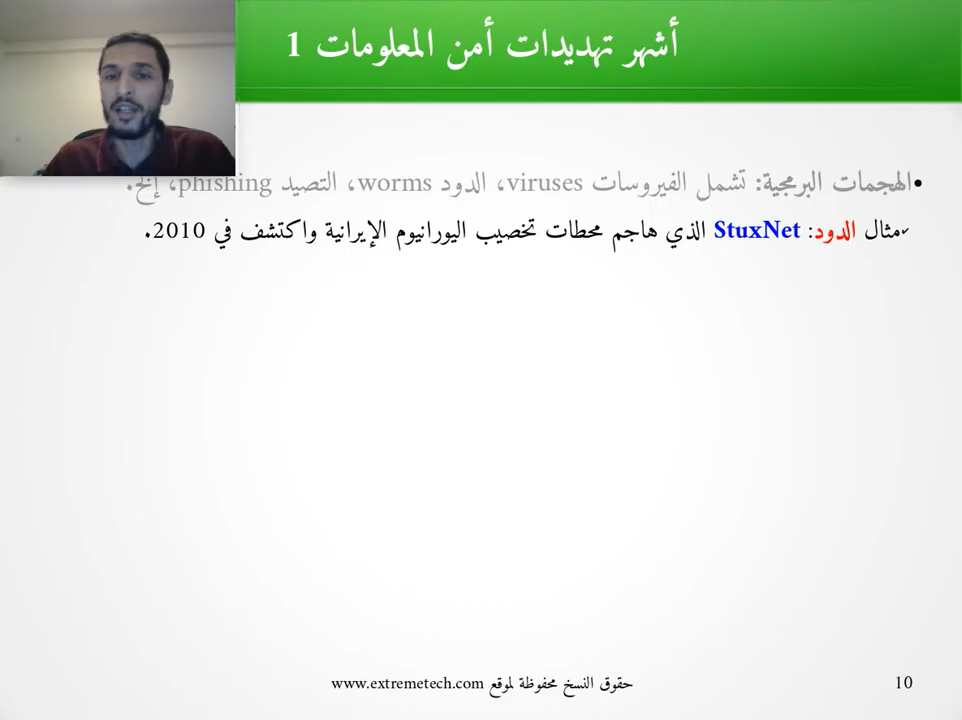 أشهر تهديدات أمن المعلومات 1
•الهجمات البرمجية: تشمل الفيروسات viruses، الدود worms، التصيد phishing، إلخ.
✓مثال الدود: StuxNet الذي هاجم محطات تخصيب اليورانيوم الإيرانية واكتشف في 2010.
حقوق النسخ محفوظة لموقع www.extremetech.com
10